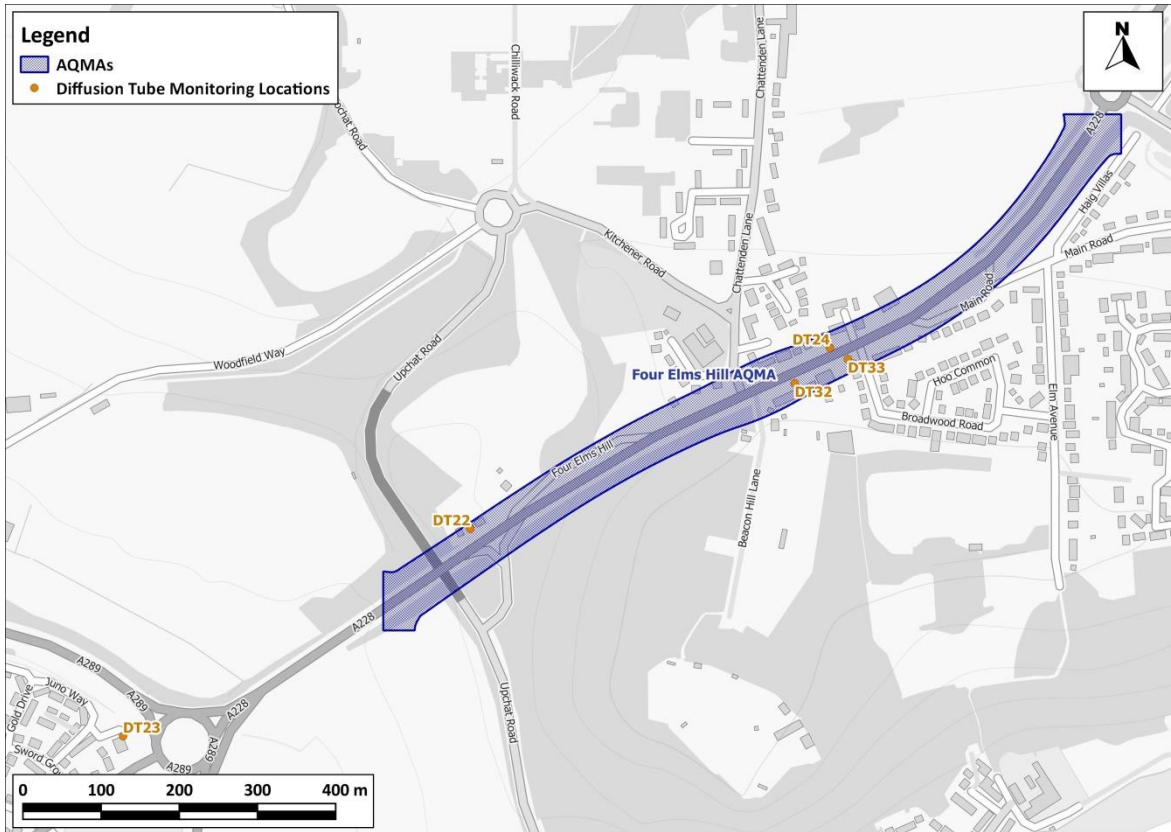 Legend
AQMAs
Diffusion Tube Monitoring Locations
N
Chilliwack Road
Chattenden Lane
Upchat Road
A228
Haig Villas
Kitchener Road
Chattenden Lane
Main Road
Main Road
Woodfield Way
Upchat Road
DT24
Four Elms Hill AQMA
DT33
DT32
Hoo Common
Broadwood Road
Elm Avenue
Four Elms Hill
Beacon Hill Lane
DT22
A228
A289
Juno Way
Gold Drive
A289
A228
Upchat Road
DT23
A289
A289
0 100 200 300 400 m